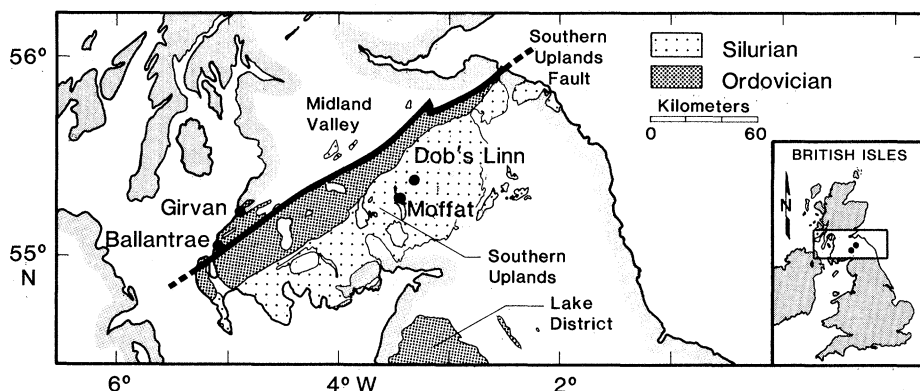 56°
55°
N
6°
4° W
2°
Southern
Uplands
Fault
Midland
Valley
Dob's Linn
Moffat
Girvan
Ballantrae
Southern
Uplands
Lake
District
Silurian
Ordovician
Kilometers
0 60
BRITISH ISLES
N